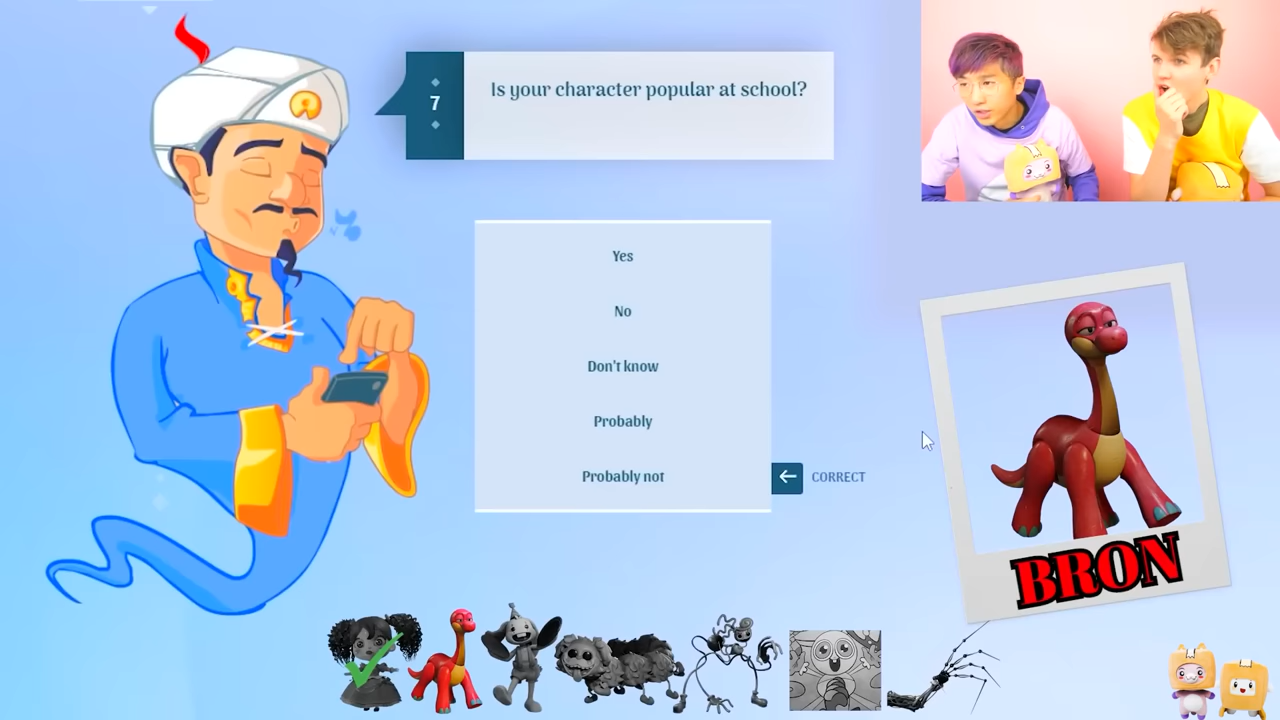 7
Is your character popular at school?
Yes
No
Don't know
Probably
Probably not
CORRECT
BRON